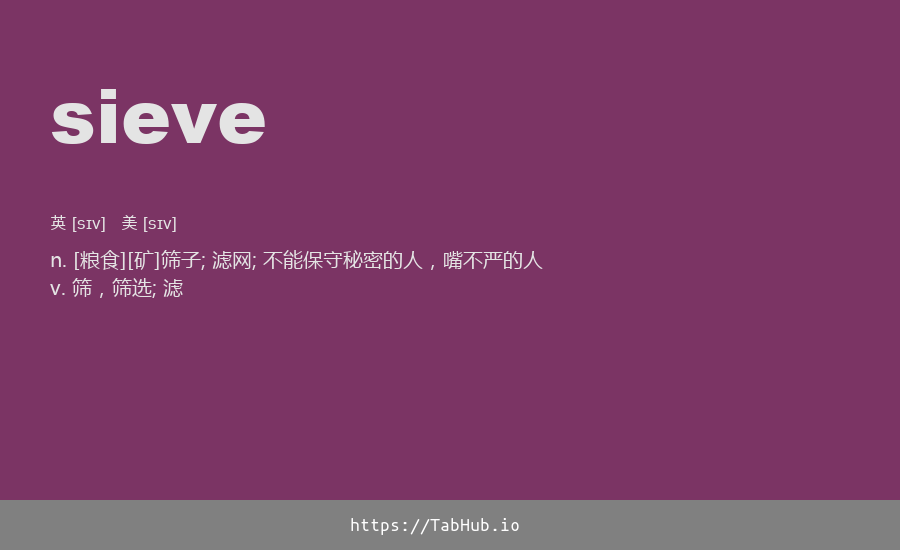 sieve
英 [sɪv] 美 [sɪv]
n. [粮食][矿]筛子; 滤网; 不能保守秘密的人，嘴不严的人
v. 筛，筛选; 滤
https://TabHub.io